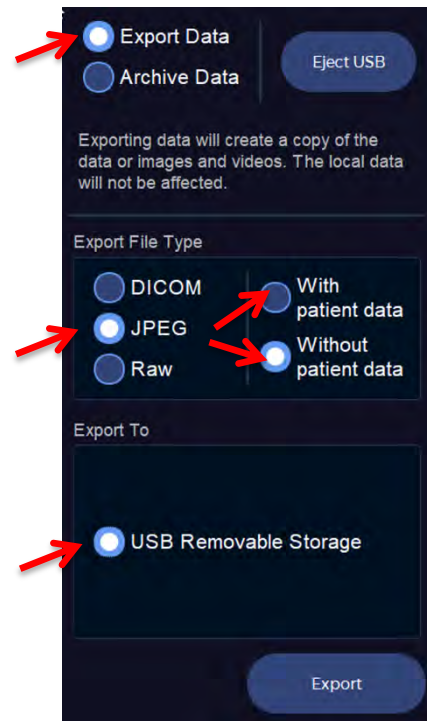 Export Data
Archive Data
Eject USB
Exporting data will create a copy of the
data or images and videos. The local data
will not be affected.
Export File Type
DICOM
JPEG
Raw
With
patient data
Without
patient data
Export To
USB Removable Storage
Export